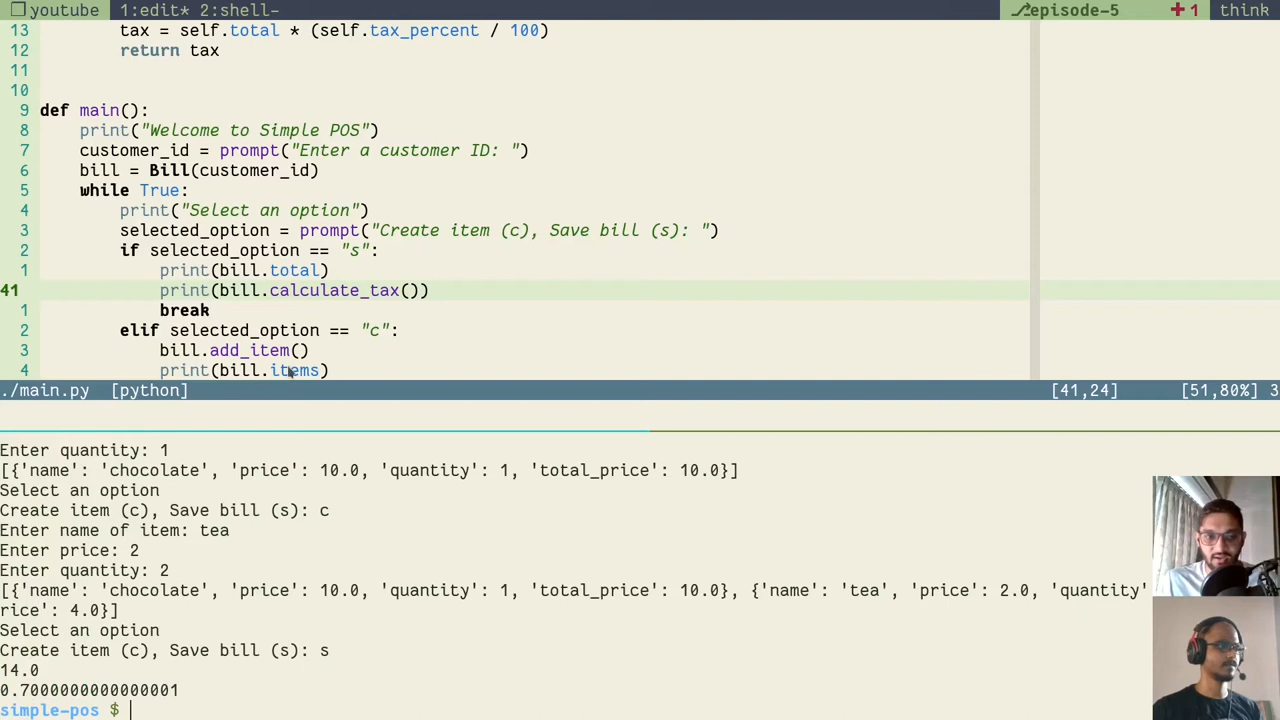 youtube 1:edit* 2:shell- episode-5 +1 think
13 tax = self.total * (self.tax_percent / 100)
12 return tax
11
10
9 def main():
8 print("Welcome to Simple POS")
7 customer_id = prompt("Enter a customer ID: ")
6 bill = Bill(customer_id)
5 while True:
4 print("Select an option")
3 selected_option = prompt("Create item (c), Save bill (s): ")
2 if selected_option == "s":
1 print(bill.total)
41 print(bill.calculate_tax())
1 break
2 elif selected_option == "c":
3 bill.add_item()
4 print(bill.items)
./main.py [python] [41,24] [51,80%] 3
Enter quantity: 1
[{'name': 'chocolate', 'price': 10.0, 'quantity': 1, 'total_price': 10.0}]
Select an option
Create item (c), Save bill (s): c
Enter name of item: tea
Enter price: 2
Enter quantity: 2
[{'name': 'chocolate', 'price': 10.0, 'quantity': 1, 'total_price': 10.0}, {'name': 'tea', 'price': 2.0, 'quantity'
rice': 4.0}]
Select an option
Create item (c), Save bill (s): s
14.0
0.7000000000000001
simple-pos $